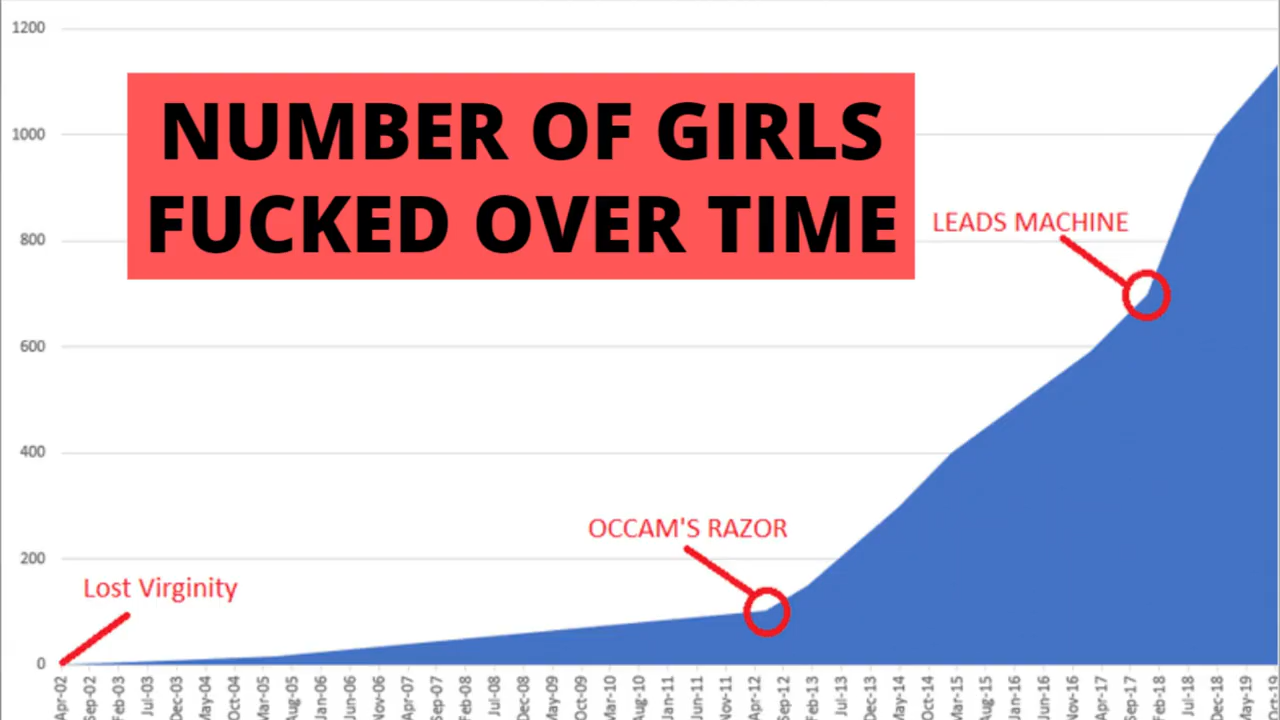 1200
NUMBER OF GIRLS
FUCKED OVER TIME
1000
LEADS MACHINE
800
600
400
OCCAM'S RAZOR
200
Lost Virginity
0
Apr-02 Sep-02 Feb-03 Jul-03 Dec-03 May-04 Oct-04 Mar-05 Aug-05 Jan-06 Jun-06 Nov-06 Apr-07 Sep-07 Feb-08 Jul-08 Dec-08 May-09 Oct-09 Mar-10 Aug-10 Jan-11 Jun-11 Nov-11 Apr-12 Sep-12 Feb-13 Jul-13 Dec-13 May-14 Oct-14 Mar-15 Aug-15 Jan-16 Jun-16 Nov-16 Apr-17 Sep-17 Feb-18 Jul-18 Dec-18 May-19 Oct-19